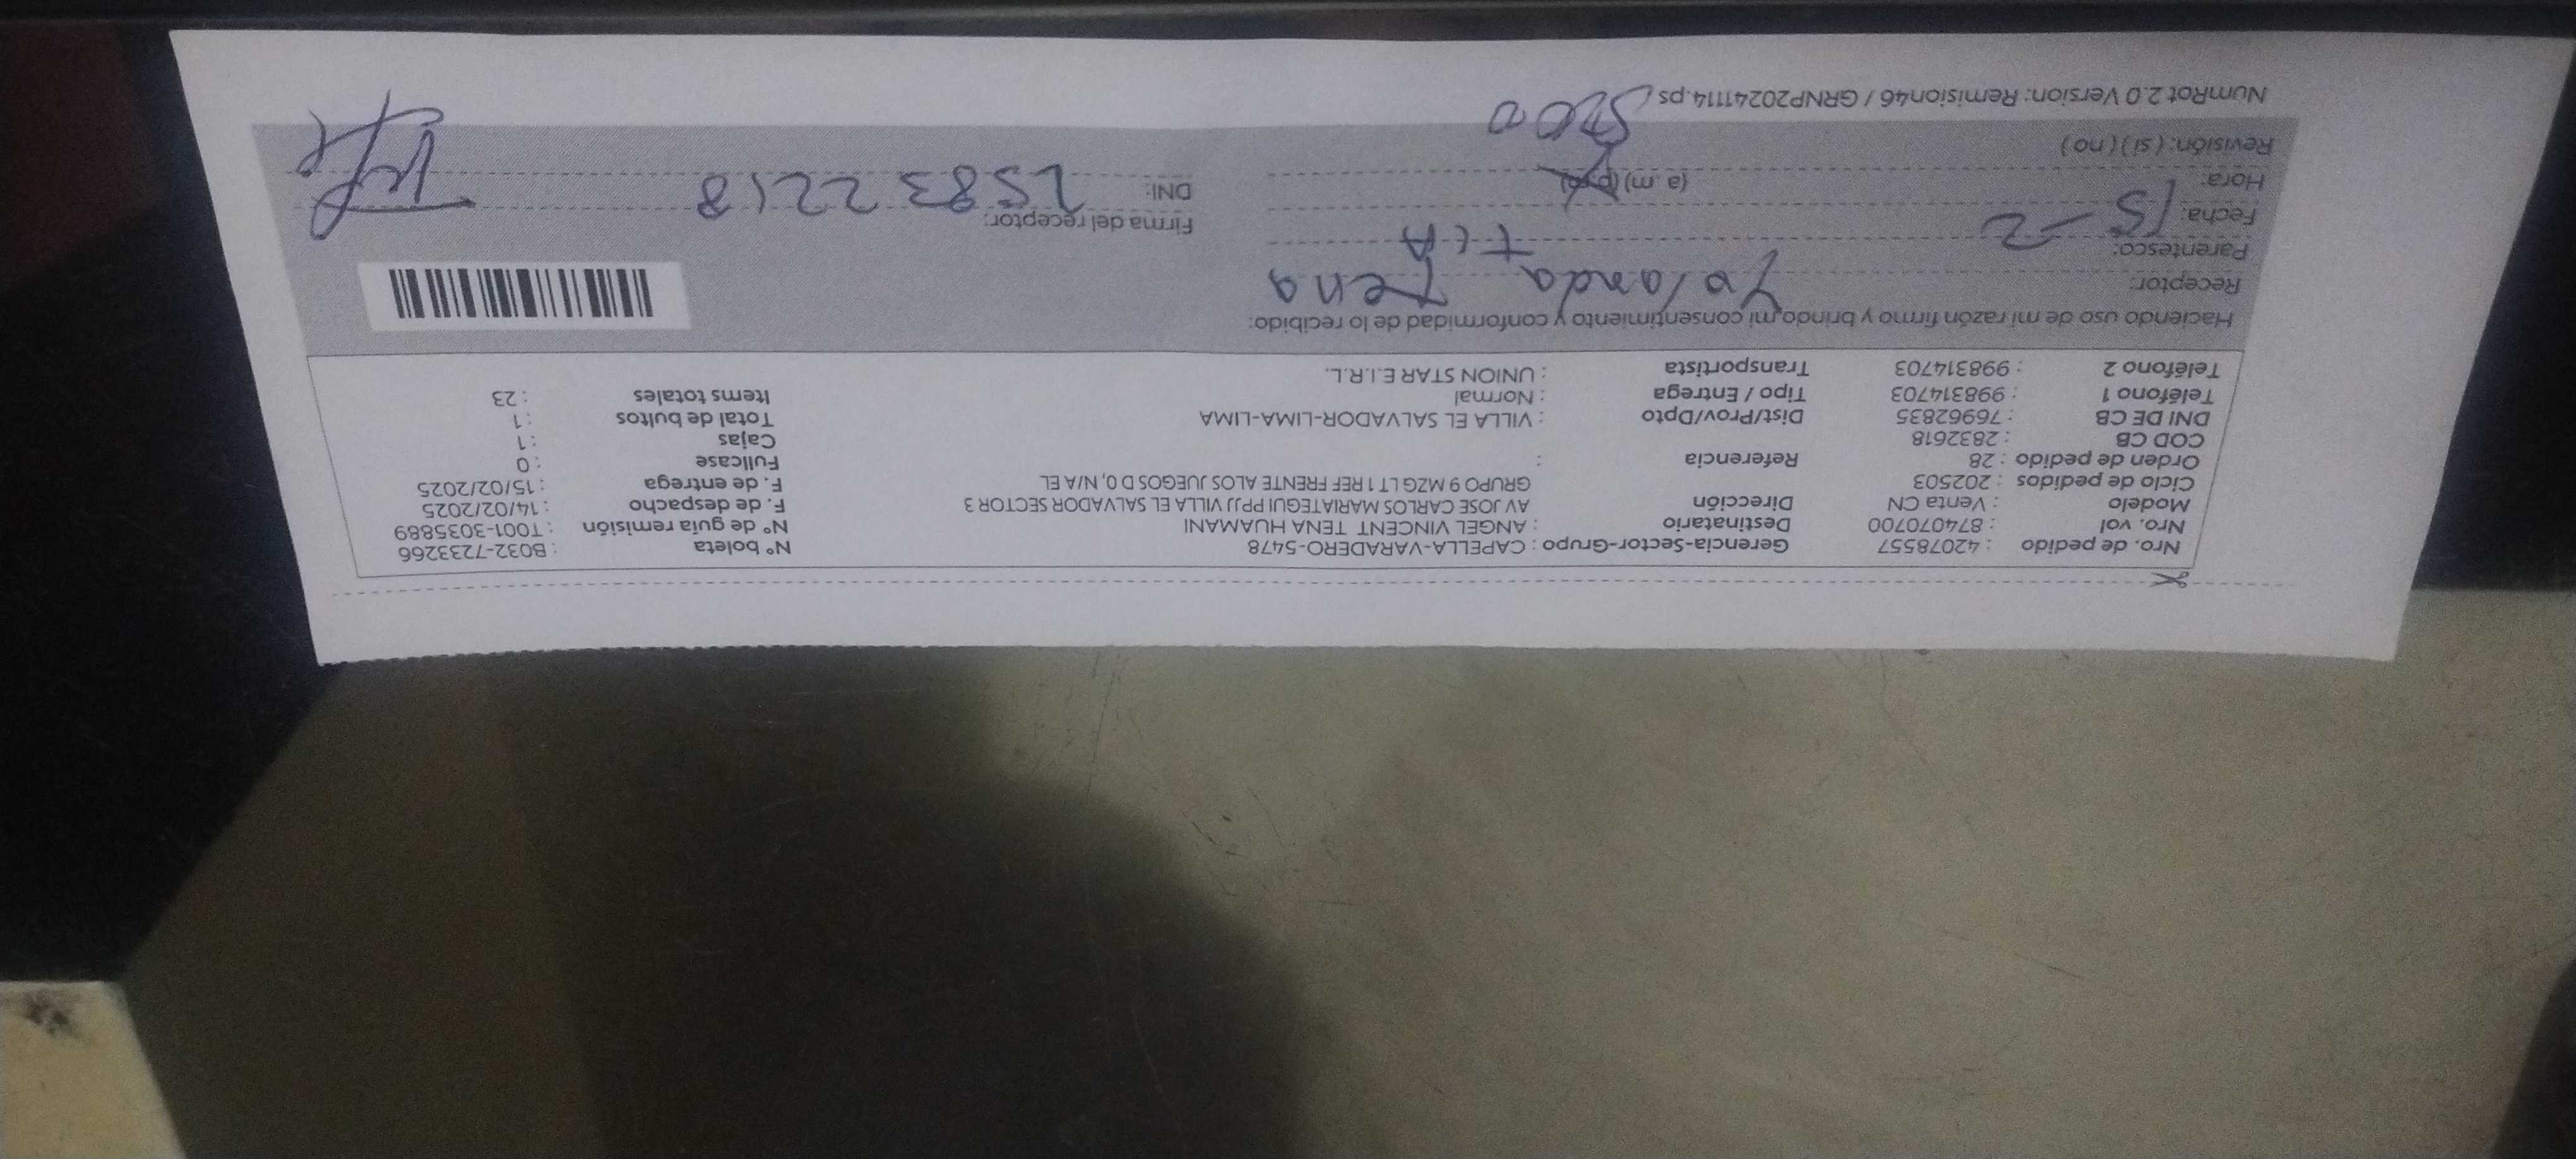 Nro. de pedido : 42078557 Gerencia-Sector-Grupo : CAPELLA-VARADERO-5478 N° boleta : B032-7233266
Nro. vol : 874070700 Destinatario : ANGEL VINCENT TENA HUAMANI N° de guía remisión : T001-3035889
Modelo : Venta CN Dirección AV JOSE CARLOS MARIATEGUI PPJJ VILLA EL SALVADOR SECTOR 3 F. de despacho : 14/02/2025
Ciclo de pedidos : 202503 GRUPO 9 MZG LT 1 REF FRENTE ALOS JUEGOS D 0, N/A EL F. de entrega : 15/02/2025
Orden de pedido : 28 Referencia : Fullcase : 0
COD CB : 2832618 Cajas : 1
DNI DE CB : 76962835 Dist/Prov/Dpto : VILLA EL SALVADOR-LIMA-LIMA Total de bultos : 1
Teléfono 1 : 998314703 Tipo / Entrega : Normal Items totales : 23
Teléfono 2 : 998314703 Transportista : UNION STAR E.I.R.L.
Haciendo uso de mi razón firmo y brindo mi consentimiento y conformidad de lo recibido:
Receptor: Yolanda Tena
Parentesco: tiA
Fecha: 15-2 Firma del receptor:
Hora: (a. m) (p. m) DNI: 25832218
Revisión: ( si ) ( no )
NumRot 2.0 Version: Remision46 / GRNP20241114.ps